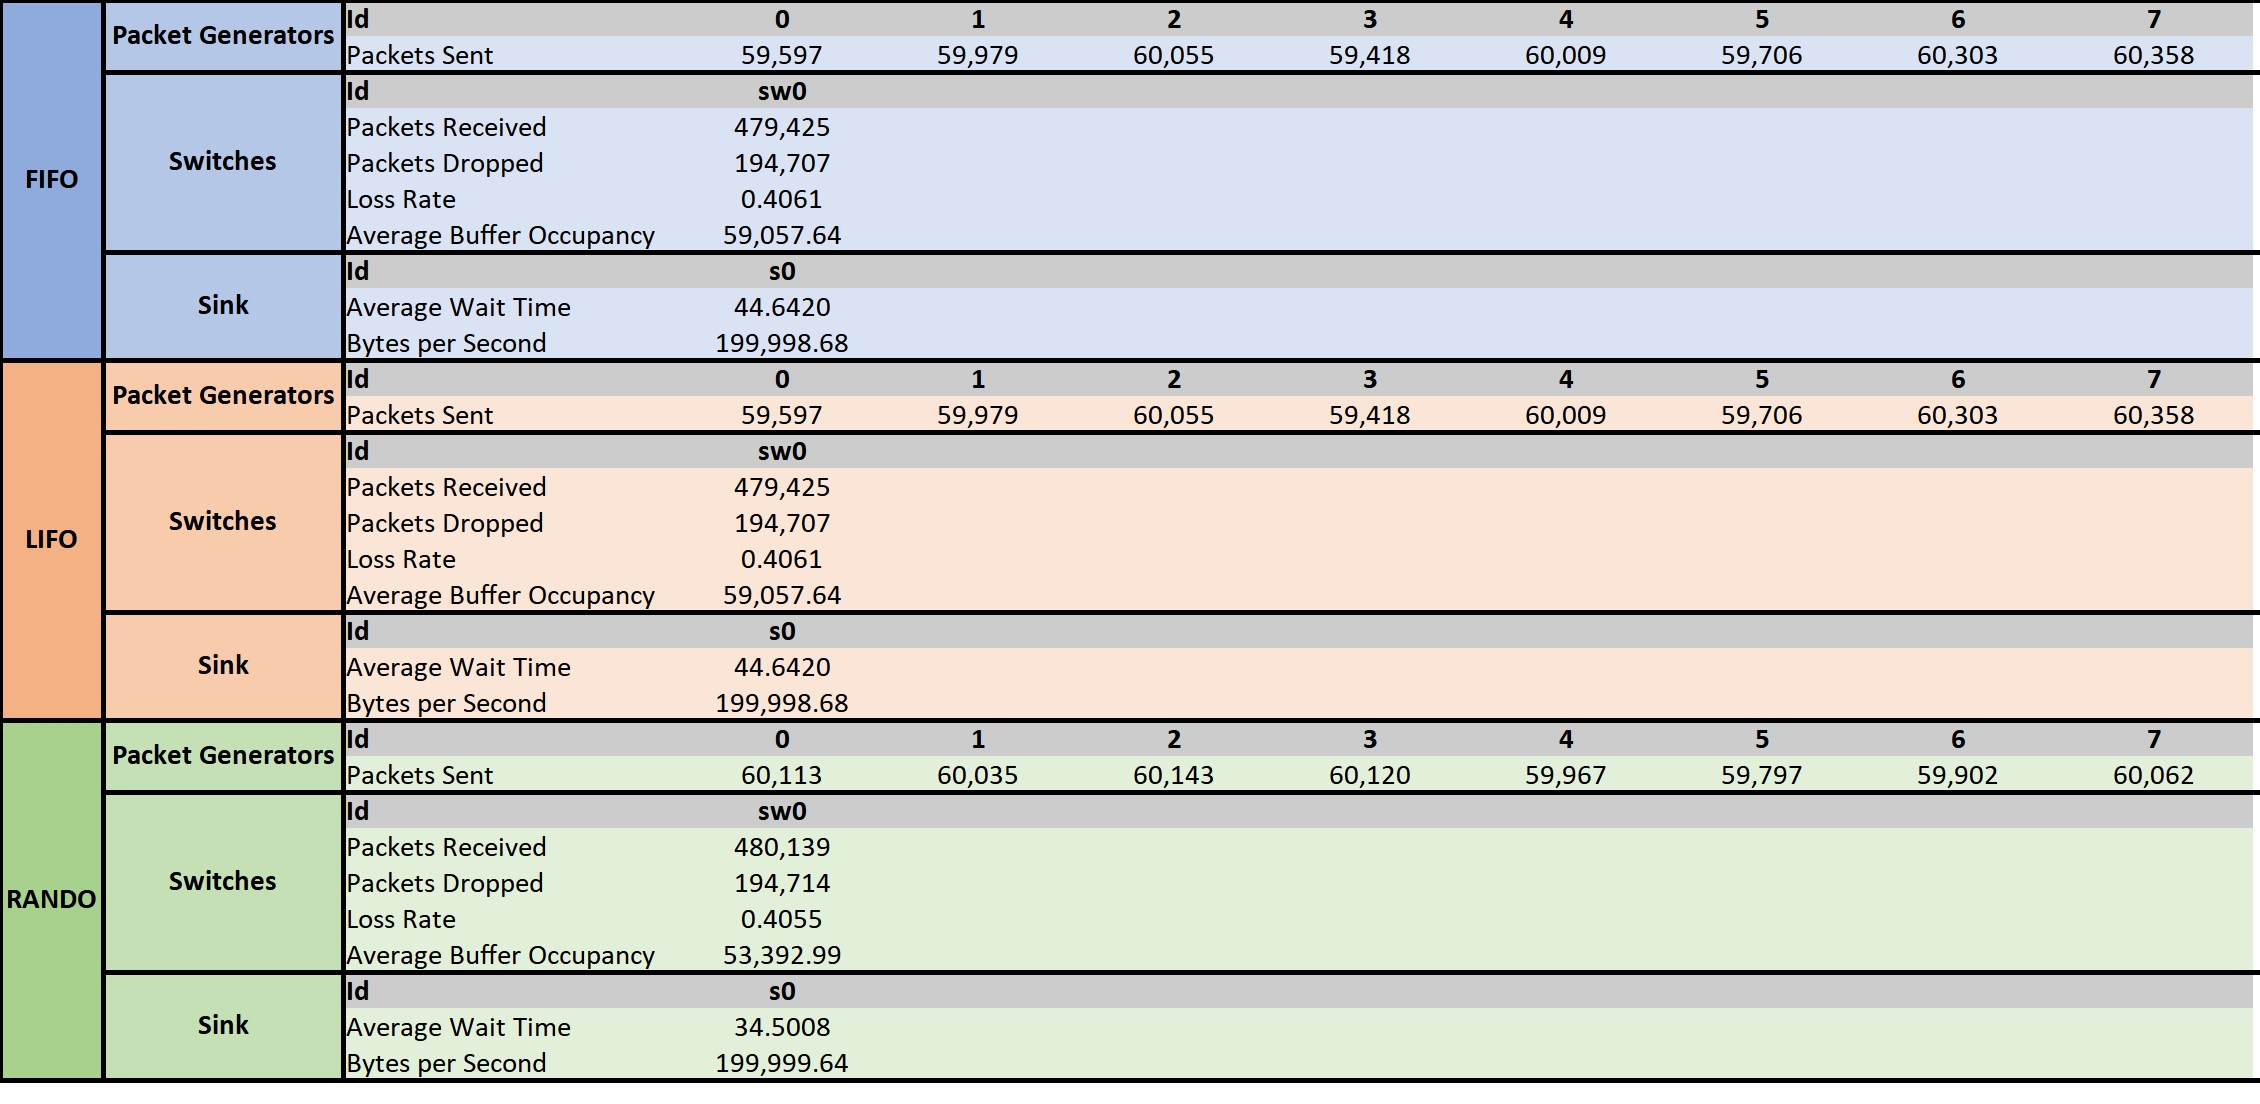 FIFO
Packet Generators
Id 0 1 2 3 4 5 6 7
Packets Sent 59,597 59,979 60,055 59,418 60,009 59,706 60,303 60,358
Switches
Id sw0
Packets Received 479,425
Packets Dropped 194,707
Loss Rate 0.4061
Average Buffer Occupancy 59,057.64
Sink
Id s0
Average Wait Time 44.6420
Bytes per Second 199,998.68
LIFO
Packet Generators
Id 0 1 2 3 4 5 6 7
Packets Sent 59,597 59,979 60,055 59,418 60,009 59,706 60,303 60,358
Switches
Id sw0
Packets Received 479,425
Packets Dropped 194,707
Loss Rate 0.4061
Average Buffer Occupancy 59,057.64
Sink
Id s0
Average Wait Time 44.6420
Bytes per Second 199,998.68
RANDO
Packet Generators
Id 0 1 2 3 4 5 6 7
Packets Sent 60,113 60,035 60,143 60,120 59,967 59,797 59,902 60,062
Switches
Id sw0
Packets Received 480,139
Packets Dropped 194,714
Loss Rate 0.4055
Average Buffer Occupancy 53,392.99
Sink
Id s0
Average Wait Time 34.5008
Bytes per Second 199,999.64